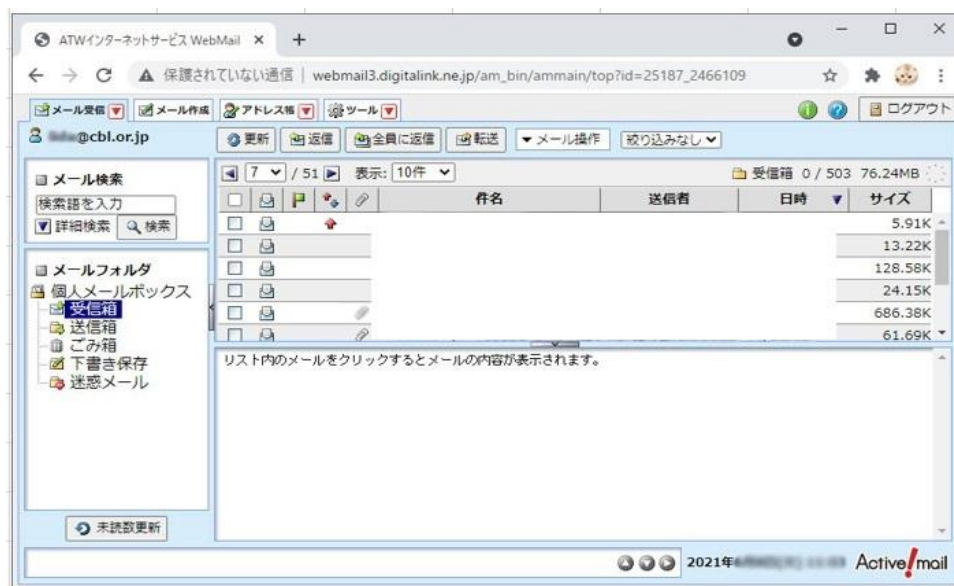 ATWインターネットサービス WebMail
保護されていない通信 | webmail3.digitalink.ne.jp/am_bin/ammain/top?id=25187_2466109
メール受信 メール作成 アドレス帳 ツール ログアウト
@cbl.or.jp
更新 返信 全員に返信 転送 メール操作 絞り込みなし
メール検索
検索語を入力
詳細検索 検索
メールフォルダ
個人メールボックス
受信箱
送信箱
ごみ箱
下書き保存
迷惑メール
未読数更新
7 / 51 表示: 10件 受信箱 0 / 503 76.24MB
件名 送信者 日時 サイズ
5.91K
13.22K
128.58K
24.15K
686.38K
61.69K
リスト内のメールをクリックするとメールの内容が表示されます。
2021年
Active!mail